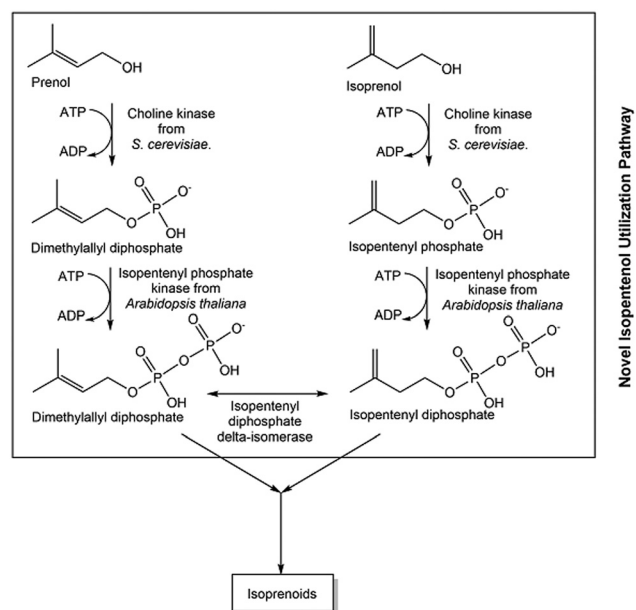 OH
Prenol
OH
Isoprenol
ATP
ADP
Choline kinase
from
S. cerevisiae.
ATP
ADP
Choline kinase
from
S. cerevisiae.
O
O-
P
O
OH
Dimethylallyl diphosphate
O
O-
P
O
OH
Isopentenyl phosphate
ATP
ADP
Isopentenyl phosphate
kinase from
Arabidopsis thaliana
ATP
ADP
Isopentenyl phosphate
kinase from
Arabidopsis thaliana
O
O-
P
O
O
OH
P
O
OH
Dimethylallyl diphosphate
O
O-
P
O
O
OH
P
O
OH
Isopentenyl diphosphate
Isopentenyl
diphosphate
delta-isomerase
Isoprenoids
Novel Isopentenol Utilization Pathway